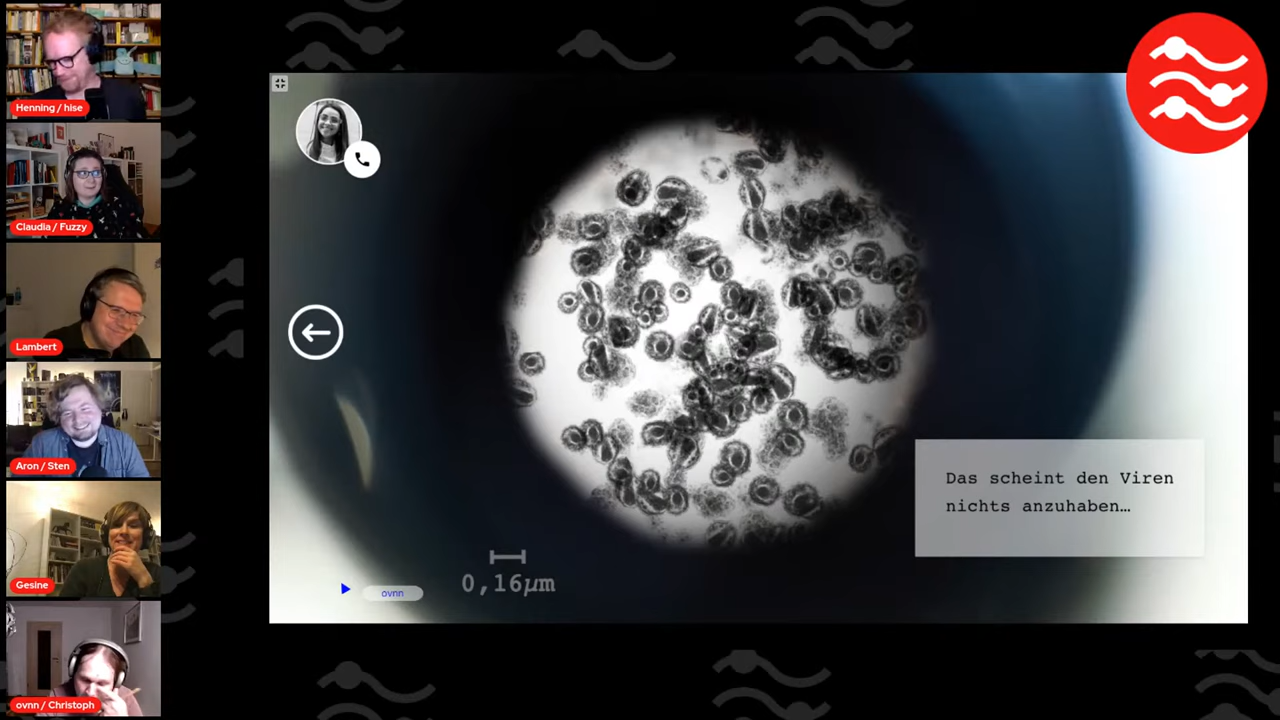 Henning / hise
Claudia / Fuzzy
Lambert
Aron / Sten
Gesine
ovnn / Christoph
Das scheint den Viren
nichts anzuhaben…
0,16µm
ovnn